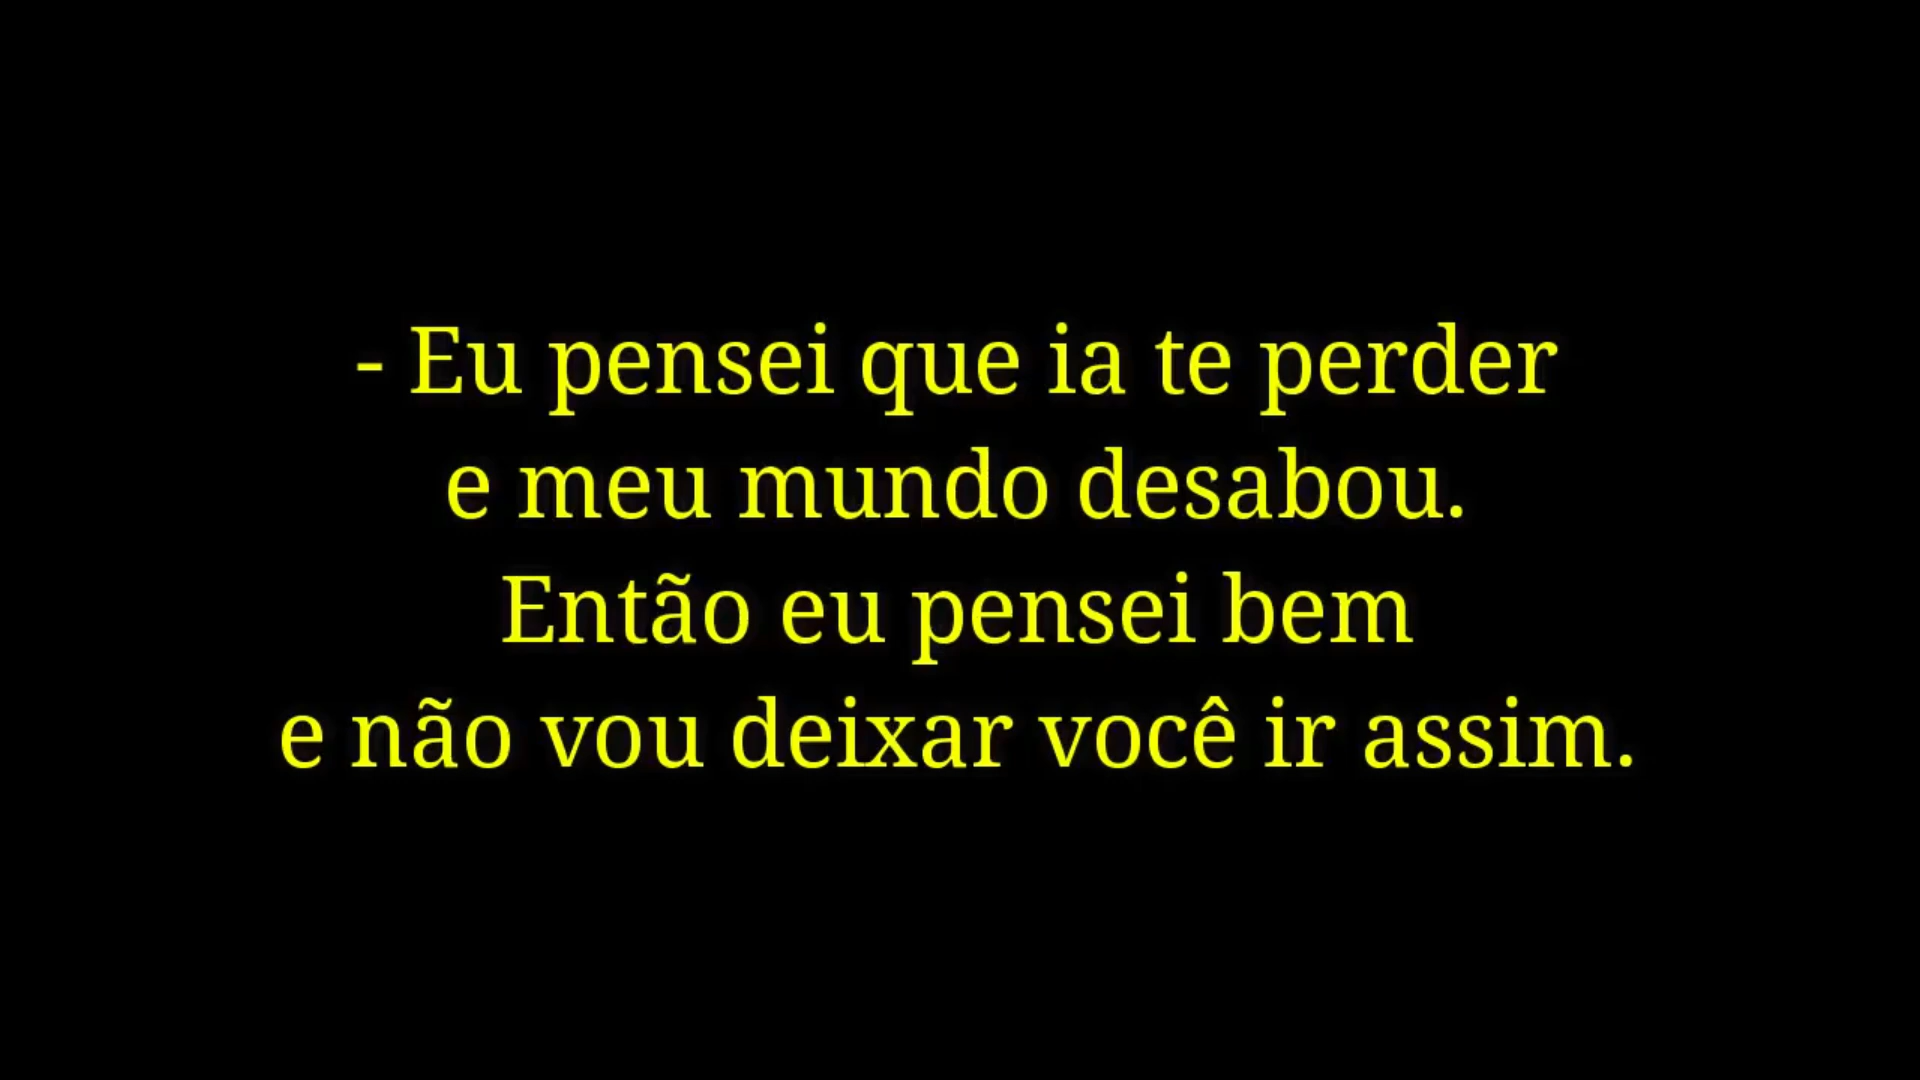 - Eu pensei que ia te perder
e meu mundo desabou.
Então eu pensei bem
e não vou deixar você ir assim.